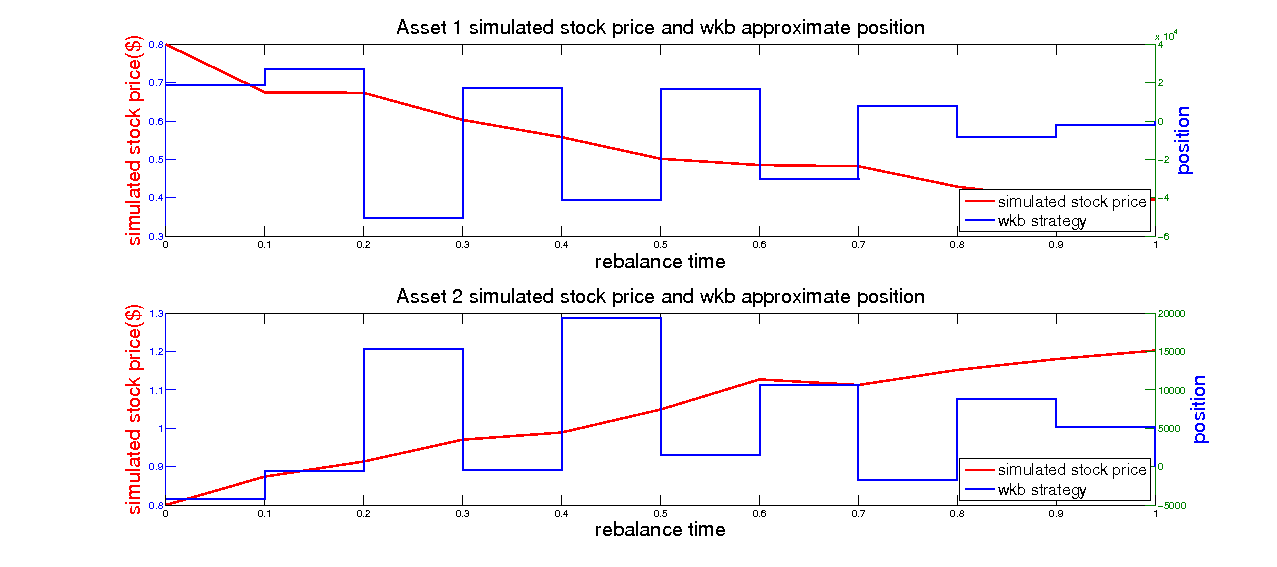 Asset 1 simulated stock price and wkb approximate position
x 10^4
simulated stock price($)
0.8
0.7
0.6
0.5
0.4
0.3
4
2
0
−2
−4
−6
position
simulated stock price
wkb strategy
0 0.1 0.2 0.3 0.4 0.5 0.6 0.7 0.8 0.9 1
rebalance time
Asset 2 simulated stock price and wkb approximate position
simulated stock price($)
1.3
1.2
1.1
1
0.9
0.8
20000
15000
10000
5000
0
−5000
position
simulated stock price
wkb strategy
0 0.1 0.2 0.3 0.4 0.5 0.6 0.7 0.8 0.9 1
rebalance time